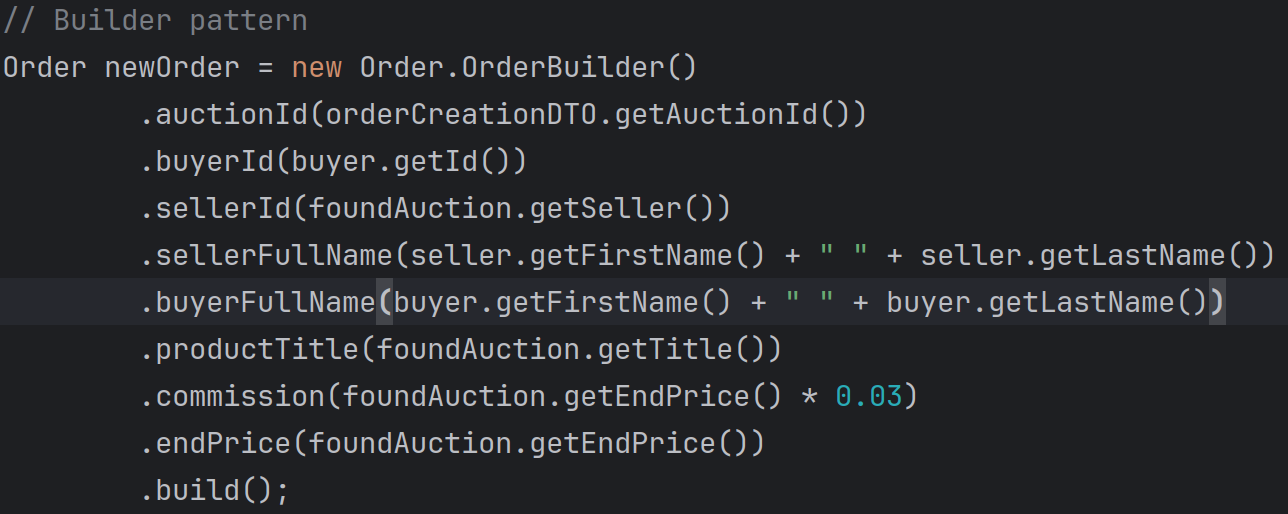 // Builder pattern
Order newOrder = new Order.OrderBuilder()
.auctionId(orderCreationDTO.getAuctionId())
.buyerId(buyer.getId())
.sellerId(foundAuction.getSeller())
.sellerFullName(seller.getFirstName() + " " + seller.getLastName())
.buyerFullName(buyer.getFirstName() + " " + buyer.getLastName())
.productTitle(foundAuction.getTitle())
.commission(foundAuction.getEndPrice() * 0.03)
.endPrice(foundAuction.getEndPrice())
.build();